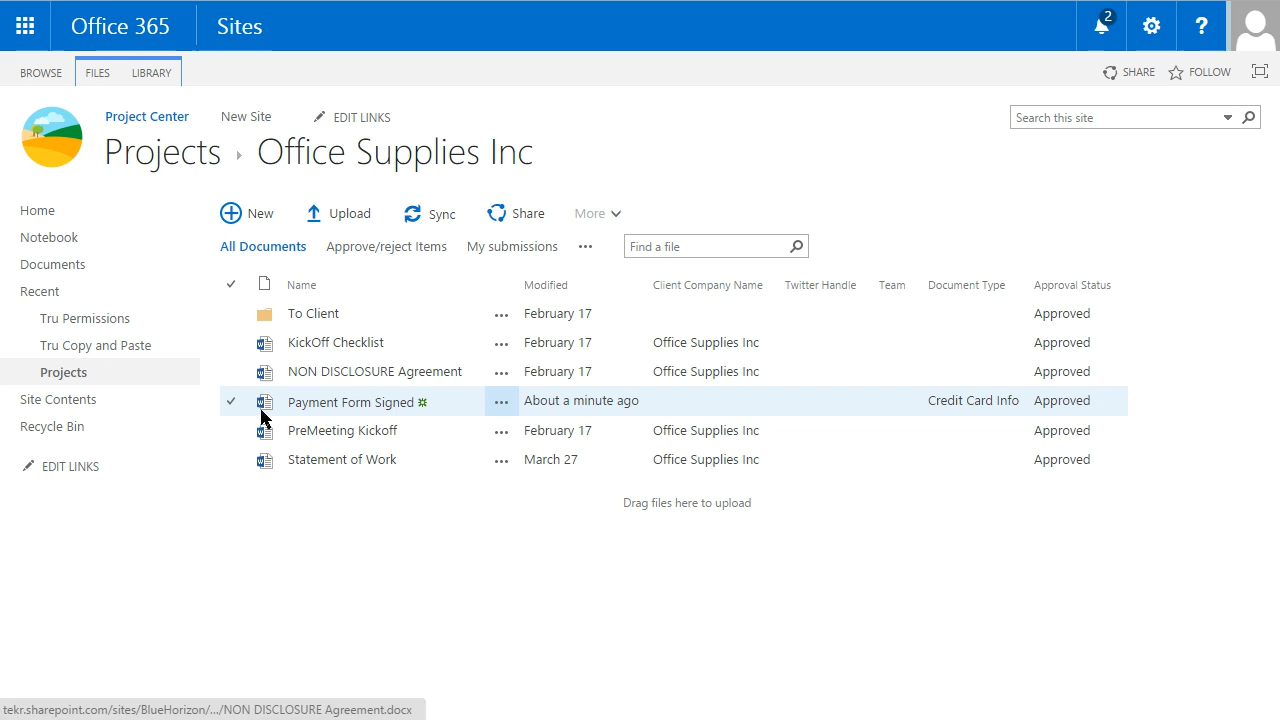 Office 365 Sites 2 ?
BROWSE FILES LIBRARY SHARE FOLLOW
Project Center New Site EDIT LINKS Search this site
Projects Office Supplies Inc
Home
Notebook
Documents
Recent
Tru Permissions
Tru Copy and Paste
Projects
Site Contents
Recycle Bin
EDIT LINKS
New Upload Sync Share More
All Documents Approve/reject Items My submissions ... Find a file
Name Modified Client Company Name Twitter Handle Team Document Type Approval Status
To Client ... February 17 Approved
KickOff Checklist ... February 17 Office Supplies Inc Approved
NON DISCLOSURE Agreement ... February 17 Office Supplies Inc Approved
Payment Form Signed ... About a minute ago Credit Card Info Approved
PreMeeting Kickoff ... February 17 Office Supplies Inc Approved
Statement of Work ... March 27 Office Supplies Inc Approved
Drag files here to upload
tekr.sharepoint.com/sites/BlueHorizon/.../NON DISCLOSURE Agreement.docx